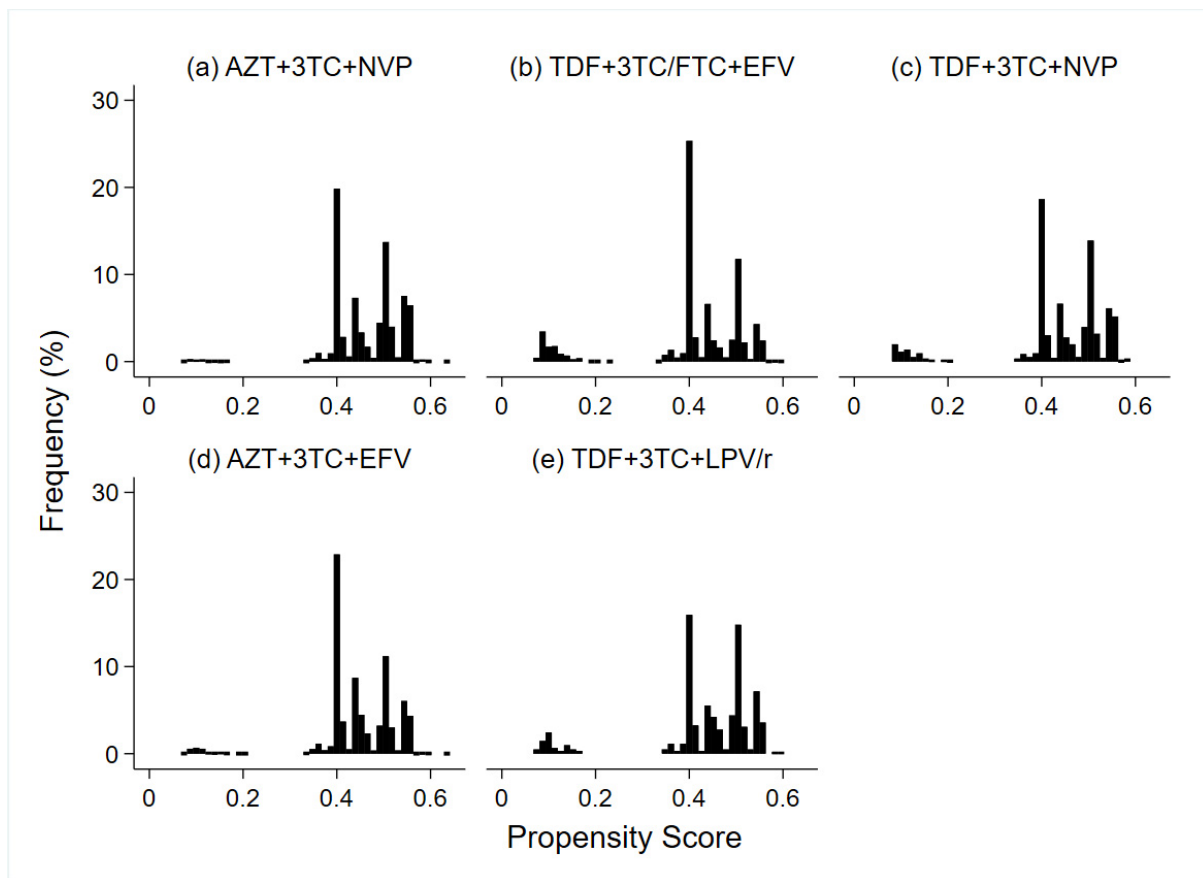 (a) AZT+3TC+NVP
(b) TDF+3TC/FTC+EFV
(c) TDF+3TC+NVP
30
20
10
0
0 0.2 0.4 0.6
0 0.2 0.4 0.6
0 0.2 0.4 0.6
(d) AZT+3TC+EFV
(e) TDF+3TC+LPV/r
30
20
10
0
0 0.2 0.4 0.6
0 0.2 0.4 0.6
Frequency (%)
Propensity Score